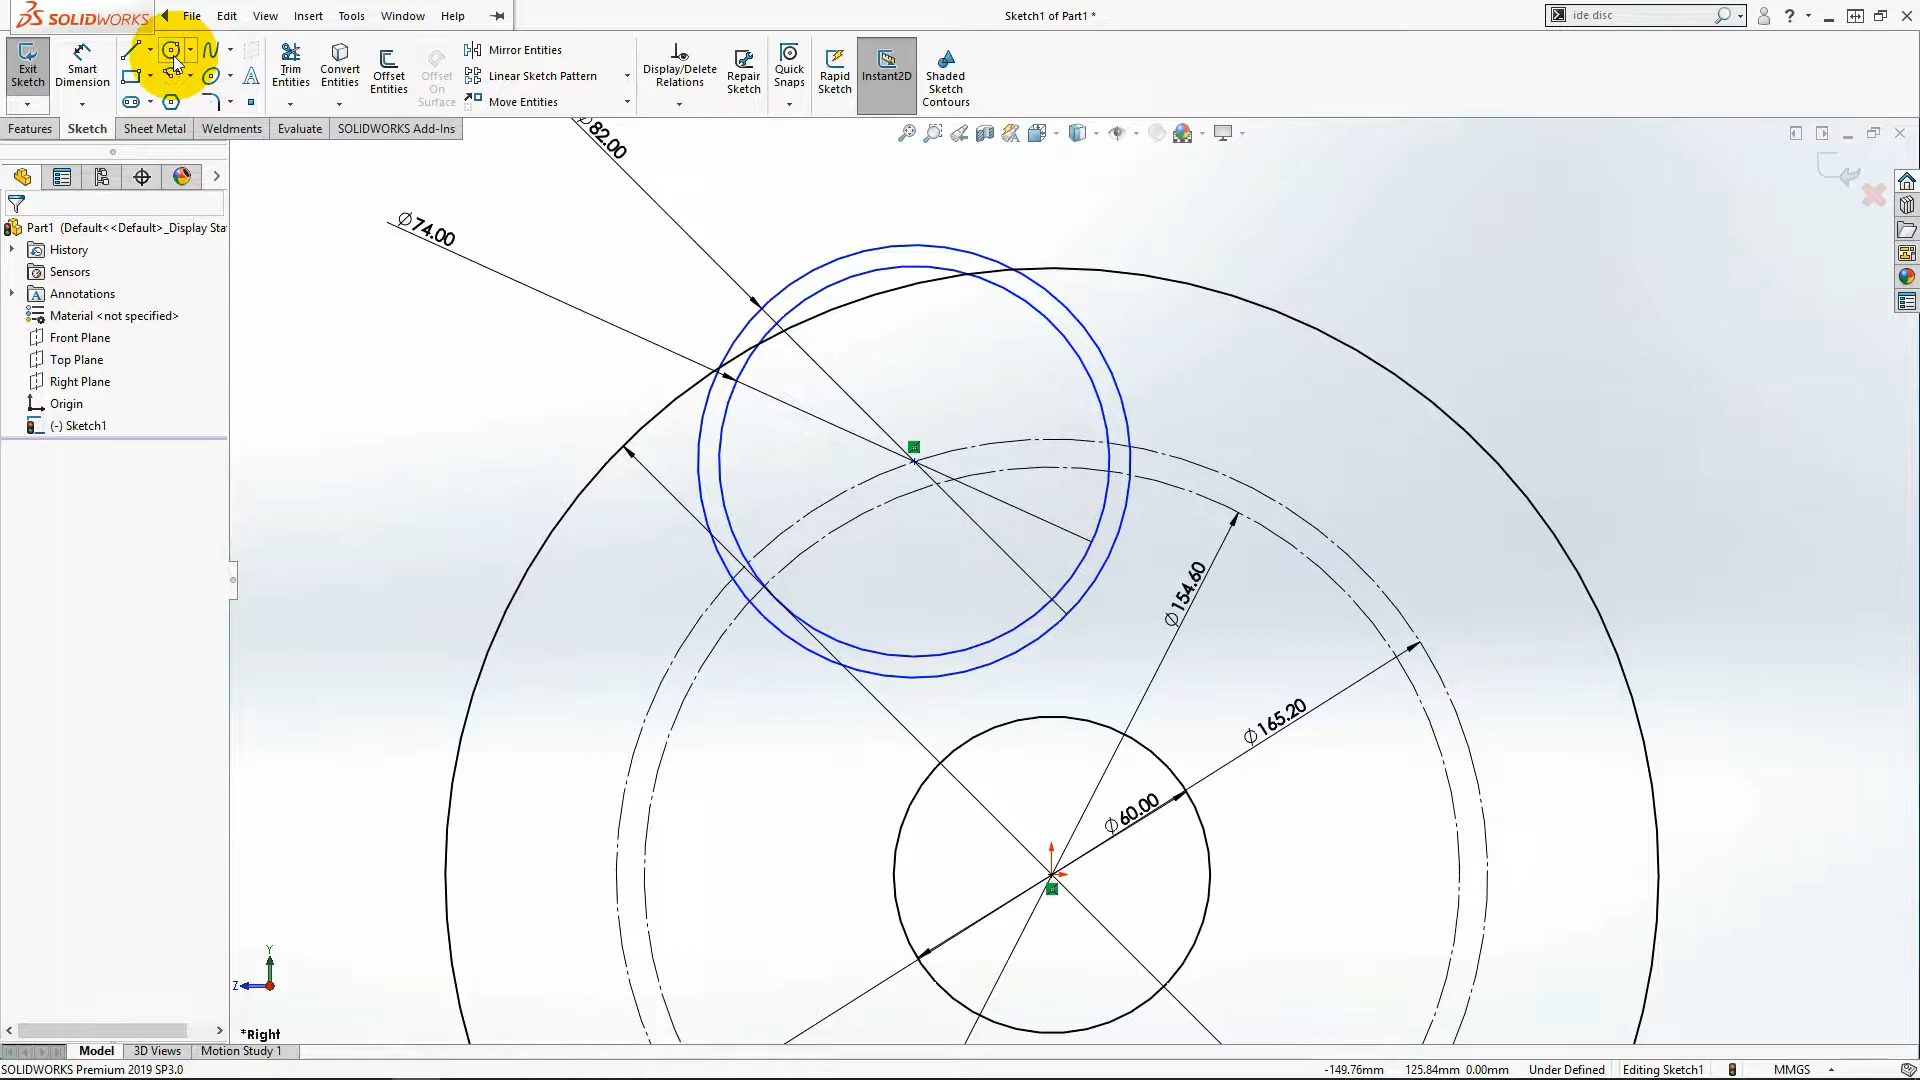 SOLIDWORKS
File Edit View Insert Tools Window Help
Sketch1 of Part1 *
ide disc
Exit Sketch
Smart Dimension
Trim Entities
Convert Entities
Offset Entities
Offset On Surface
Mirror Entities
Linear Sketch Pattern
Move Entities
Display/Delete Relations
Repair Sketch
Quick Snaps
Rapid Sketch
Instant2D
Shaded Sketch Contours
Features Sketch Sheet Metal Weldments Evaluate SOLIDWORKS Add-Ins
Part1 (Default<<Default>_Display Sta
History
Sensors
Annotations
Material <not specified>
Front Plane
Top Plane
Right Plane
Origin
(-) Sketch1
⌀82.00
⌀74.00
⌀154.60
⌀165.20
⌀60.00
Y
Z
*Right
Model 3D Views Motion Study 1
SOLIDWORKS Premium 2019 SP3.0
-149.76mm 125.84mm 0.00mm Under Defined Editing Sketch1 MMGS